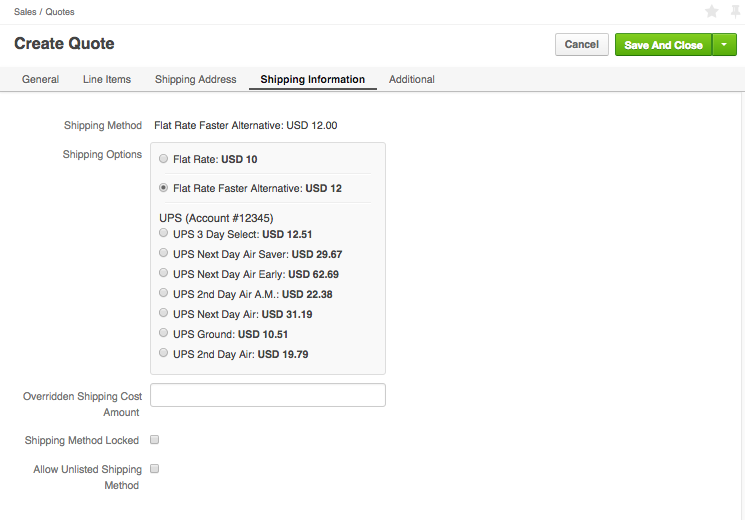 Sales / Quotes
Create Quote
Cancel
Save And Close
General Line Items Shipping Address Shipping Information Additional
Shipping Method Flat Rate Faster Alternative: USD 12.00
Shipping Options
Flat Rate: USD 10
Flat Rate Faster Alternative: USD 12
UPS (Account #12345)
UPS 3 Day Select: USD 12.51
UPS Next Day Air Saver: USD 29.67
UPS Next Day Air Early: USD 62.69
UPS 2nd Day Air A.M.: USD 22.38
UPS Next Day Air: USD 31.19
UPS Ground: USD 10.51
UPS 2nd Day Air: USD 19.79
Overridden Shipping Cost
Amount
Shipping Method Locked
Allow Unlisted Shipping
Method